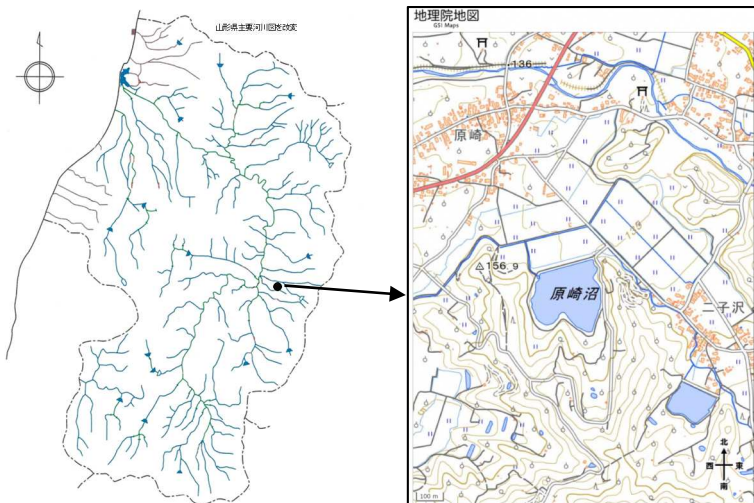 山形県主要河川図を改変
地理院地図
GSI Maps
136
原崎
156.9
原崎沼
二子沢
100 m
北
西 東
南